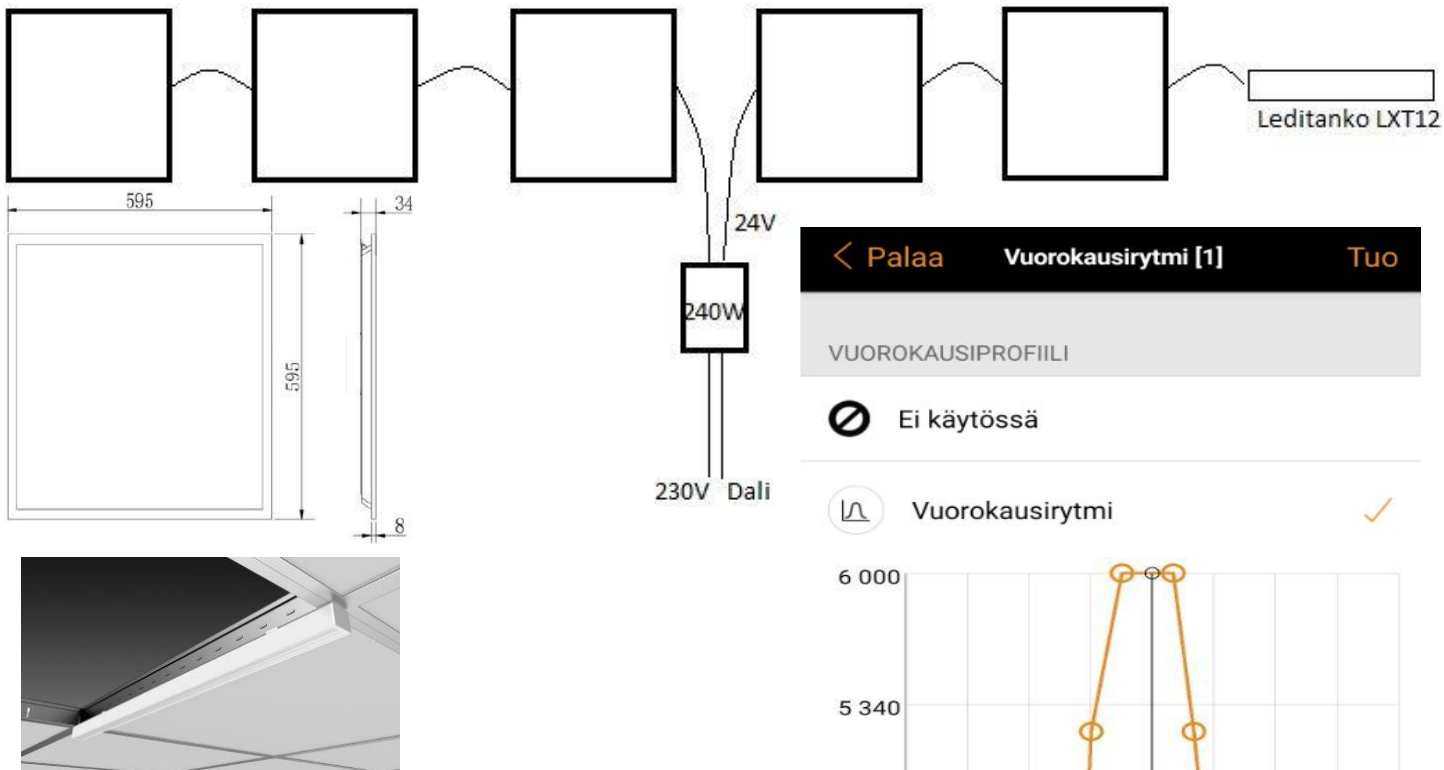 Leditanko LXT12
595
34
595
8
24V
240W
230V Dali
Palaa Vuorokausirytmi [1] Tuo
VUOROKAUSIPROFIILI
Ei käytössä
Vuorokausirytmi
6 000
5 340